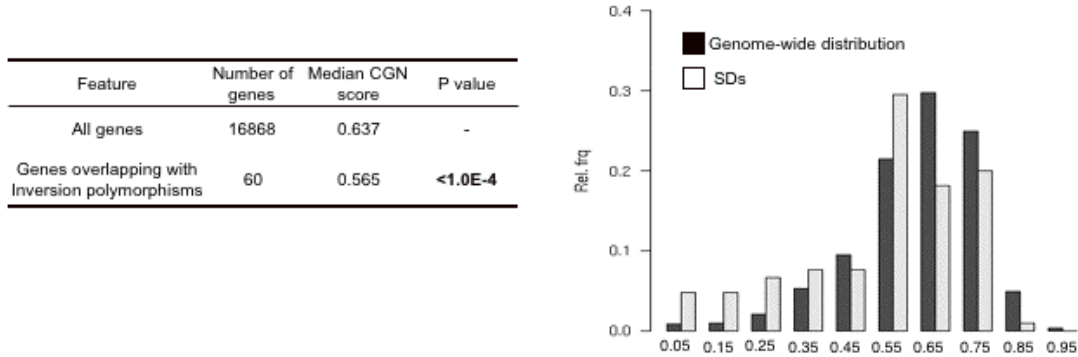 Feature Number of genes Median CGN score P value
All genes 16868 0.637 -
Genes overlapping with Inversion polymorphisms 60 0.565 <1.0E-4
Genome-wide distribution
SDs
Rel. frq
0.4
0.3
0.2
0.1
0.0
0.05 0.15 0.25 0.35 0.45 0.55 0.65 0.75 0.85 0.95